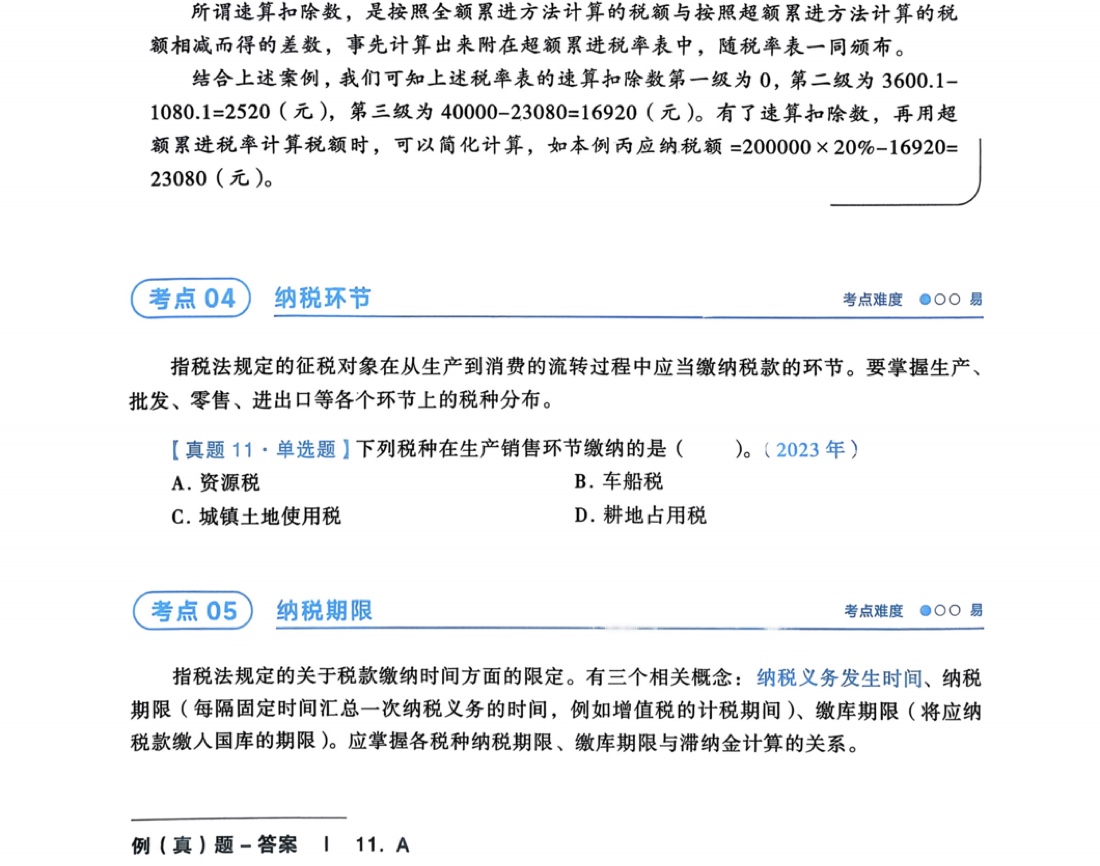 所谓速算扣除数，是按照全额累进方法计算的税额与按照超额累进方法计算的税
额相减而得的差数，事先计算出来附在超额累进税率表中，随税率表一同颁布。
结合上述案例，我们可知上述税率表的速算扣除数第一级为 0，第二级为 3600.1-
1080.1=2520（元），第三级为 40000-23080=16920（元）。有了速算扣除数，再用超
额累进税率计算税额时，可以简化计算，如本例丙应纳税额 =200000×20%-16920=
23080（元）。
考点 04 纳税环节 考点难度 ●○○ 易
指税法规定的征税对象在从生产到消费的流转过程中应当缴纳税款的环节。要掌握生产、
批发、零售、进出口等各个环节上的税种分布。
【真题 11·单选题】下列税种在生产销售环节缴纳的是（　　）。（2023 年）
A. 资源税 B. 车船税
C. 城镇土地使用税 D. 耕地占用税
考点 05 纳税期限 考点难度 ●○○ 易
指税法规定的关于税款缴纳时间方面的限定。有三个相关概念：纳税义务发生时间、纳税
期限（每隔固定时间汇总一次纳税义务的时间，例如增值税的计税期间）、缴库期限（将应纳
税款缴入国库的期限）。应掌握各税种纳税期限、缴库期限与滞纳金计算的关系。
例（真）题-答案 | 11. A